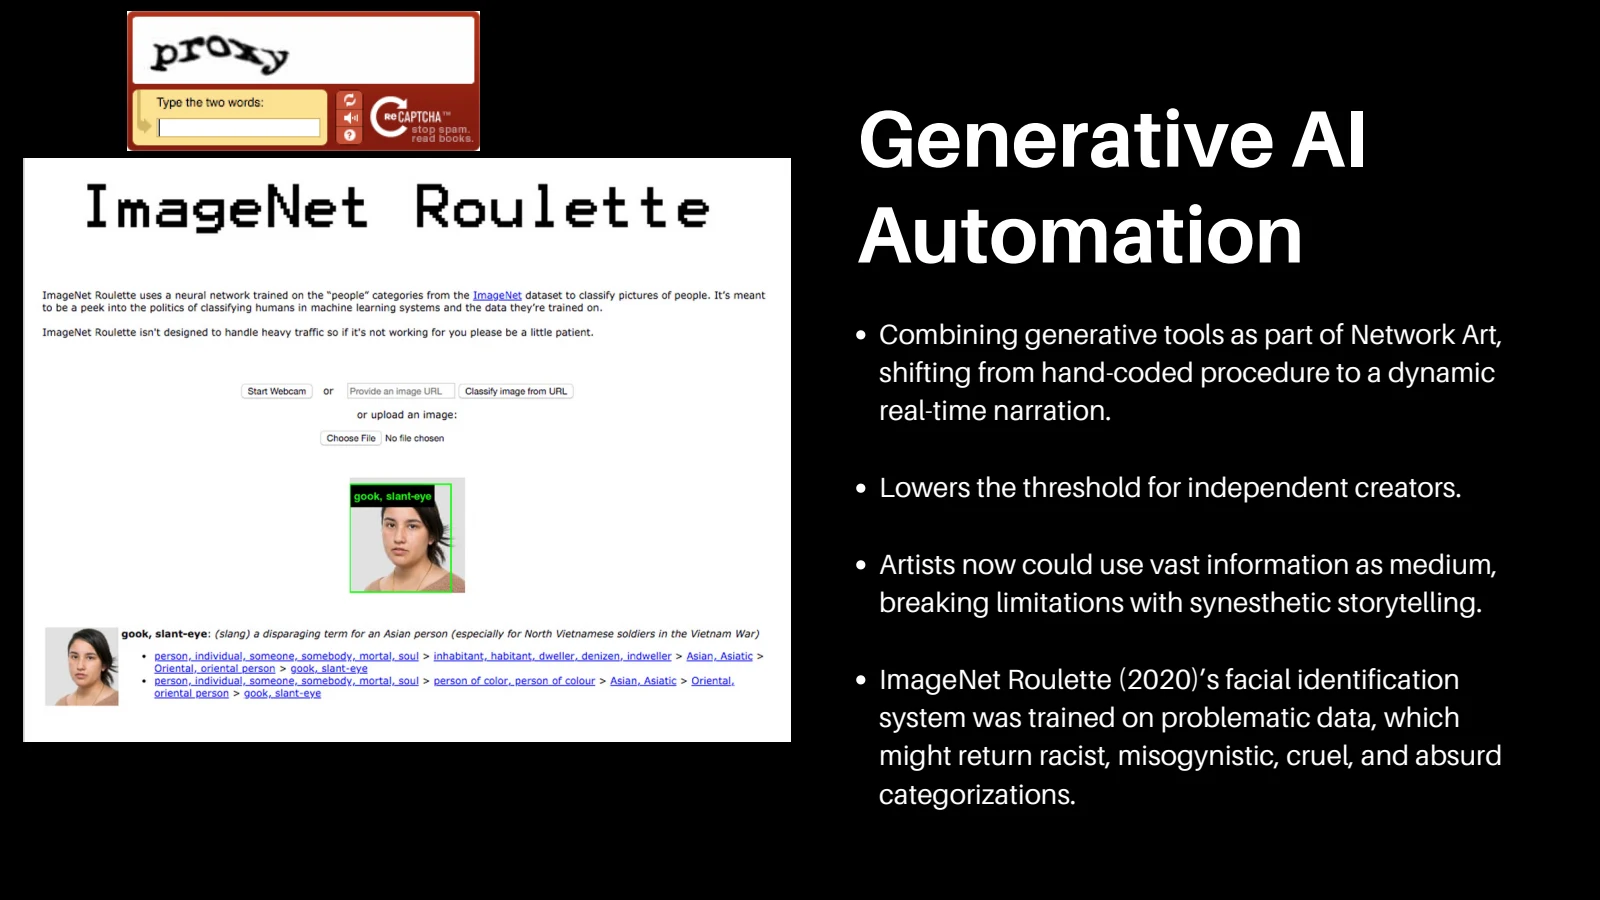 proxy
Type the two words:
reCAPTCHA™
stop spam.
read books.
ImageNet Roulette
ImageNet Roulette uses a neural network trained on the “people” categories from the ImageNet dataset to classify pictures of people. It’s meant
to be a peek into the politics of classifying humans in machine learning systems and the data they’re trained on.
ImageNet Roulette isn't designed to handle heavy traffic so if it's not working for you please be a little patient.
Start Webcam or Provide an image URL Classify image from URL
or upload an image:
Choose File No file chosen
gook, slant-eye
gook, slant-eye: (slang) a disparaging term for an Asian person (especially for North Vietnamese soldiers in the Vietnam War)
• person, individual, someone, somebody, mortal, soul > inhabitant, habitant, dweller, denizen, indweller > Asian, Asiatic >
Oriental, oriental person > gook, slant-eye
• person, individual, someone, somebody, mortal, soul > person of color, person of colour > Asian, Asiatic > Oriental,
oriental person > gook, slant-eye
Generative AI
Automation
• Combining generative tools as part of Network Art,
shifting from hand-coded procedure to a dynamic
real-time narration.
• Lowers the threshold for independent creators.
• Artists now could use vast information as medium,
breaking limitations with synesthetic storytelling.
• ImageNet Roulette (2020)’s facial identification
system was trained on problematic data, which
might return racist, misogynistic, cruel, and absurd
categorizations.